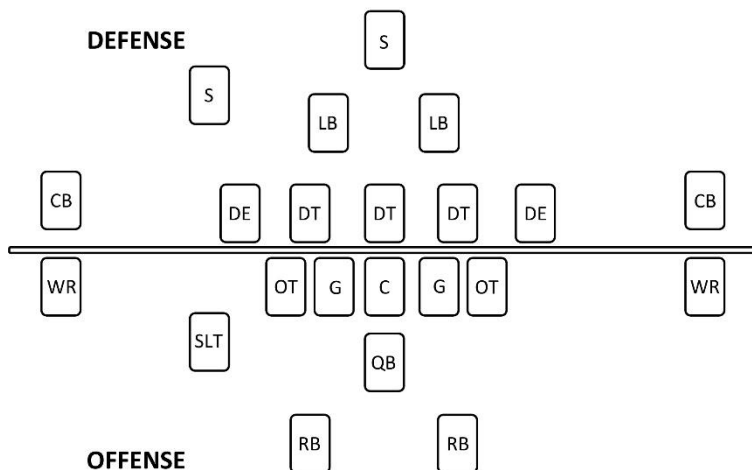 DEFENSE
S
S
LB LB
CB CB
DE DT DT DT DE
WR OT G C G OT WR
SLT
QB
RB RB
OFFENSE